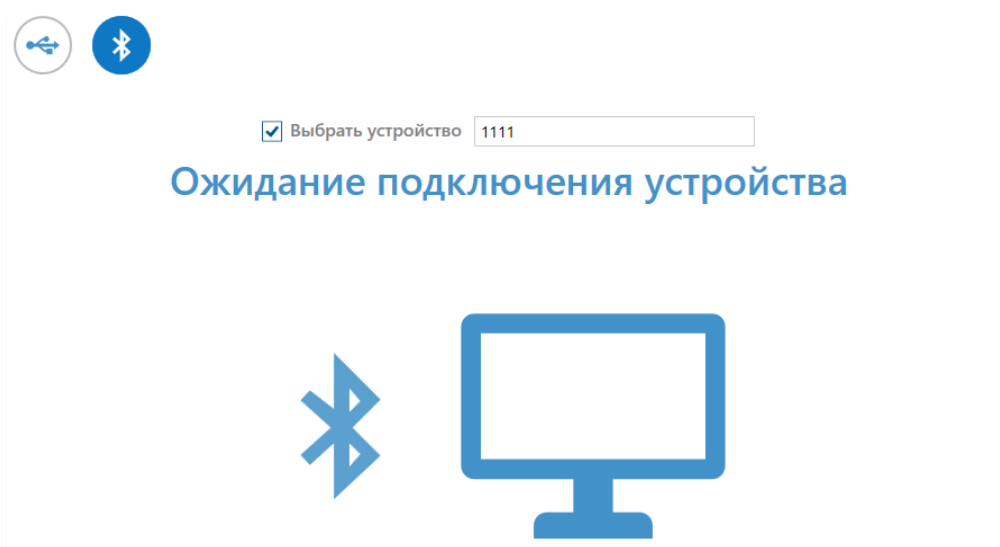 Выбрать устройство 1111
Ожидание подключения устройства